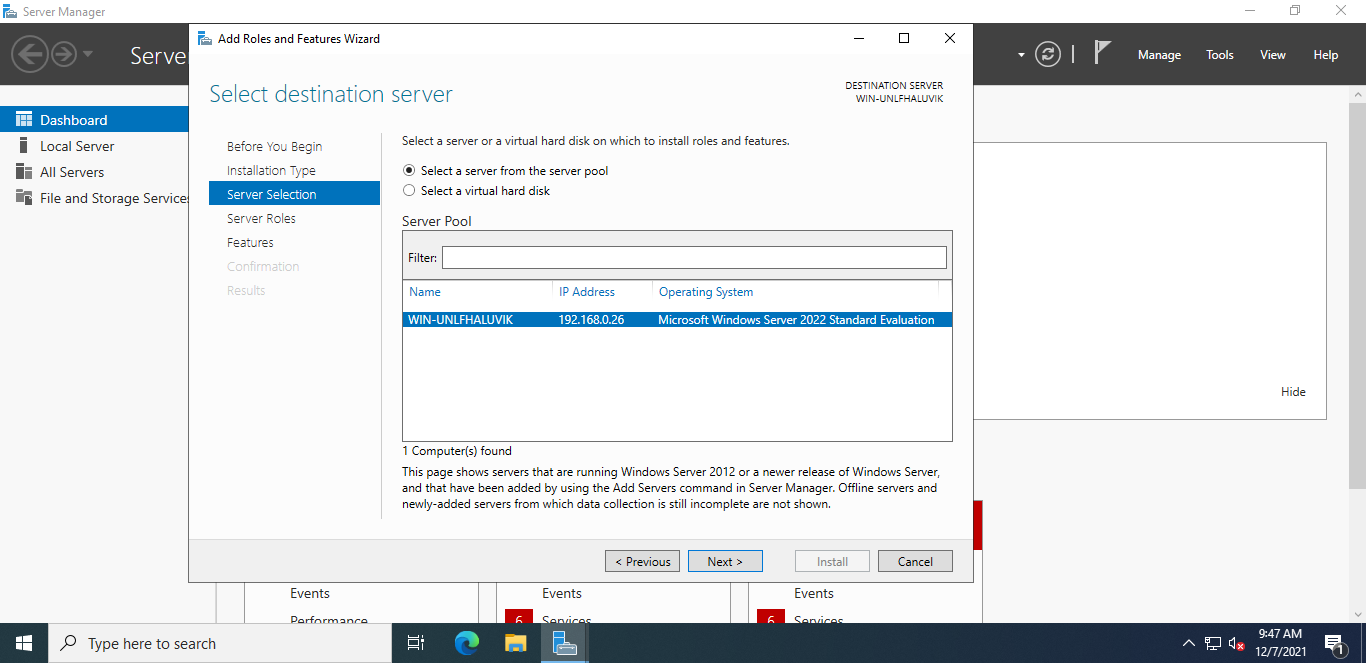 Server Manager
Add Roles and Features Wizard
Manage
Tools
View
Help
Select destination server
DESTINATION SERVER
WIN-UNLFHALUVIK
Dashboard
Local Server
All Servers
File and Storage Services
Before You Begin
Installation Type
Server Selection
Server Roles
Features
Confirmation
Results
Select a server or a virtual hard disk on which to install roles and features.
Select a server from the server pool
Select a virtual hard disk
Server Pool
Filter:
Name IP Address Operating System
WIN-UNLFHALUVIK 192.168.0.26 Microsoft Windows Server 2022 Standard Evaluation
1 Computer(s) found
This page shows servers that are running Windows Server 2012 or a newer release of Windows Server,
and that have been added by using the Add Servers command in Server Manager. Offline servers and
newly-added servers from which data collection is still incomplete are not shown.
Hide
< Previous
Next >
Install
Cancel
Events
Events
Events
Performance
6 Services
6 Services
Type here to search
9:47 AM
12/7/2021
1